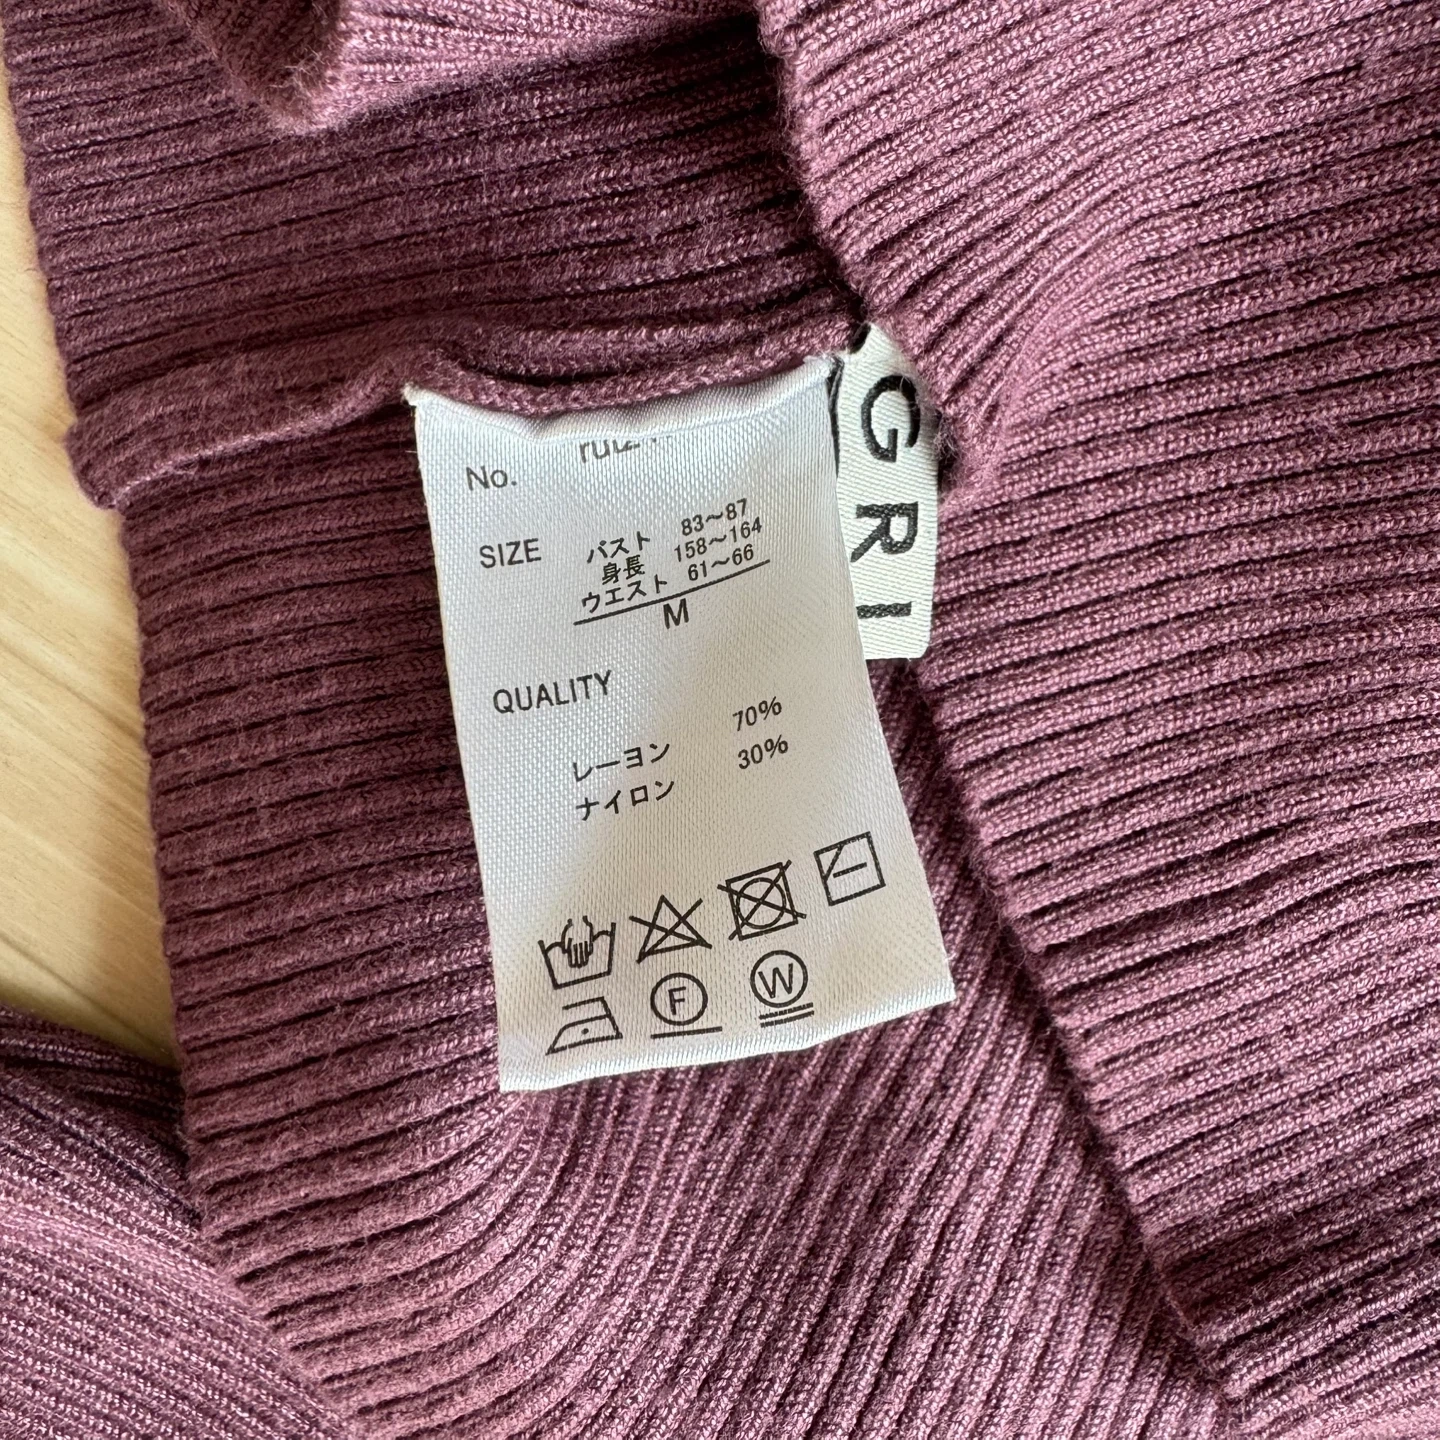 No.
SIZE
バスト 83～87
身長 158～164
ウエスト 61～66
M
QUALITY
レーヨン 70%
ナイロン 30%
F
W
GRI